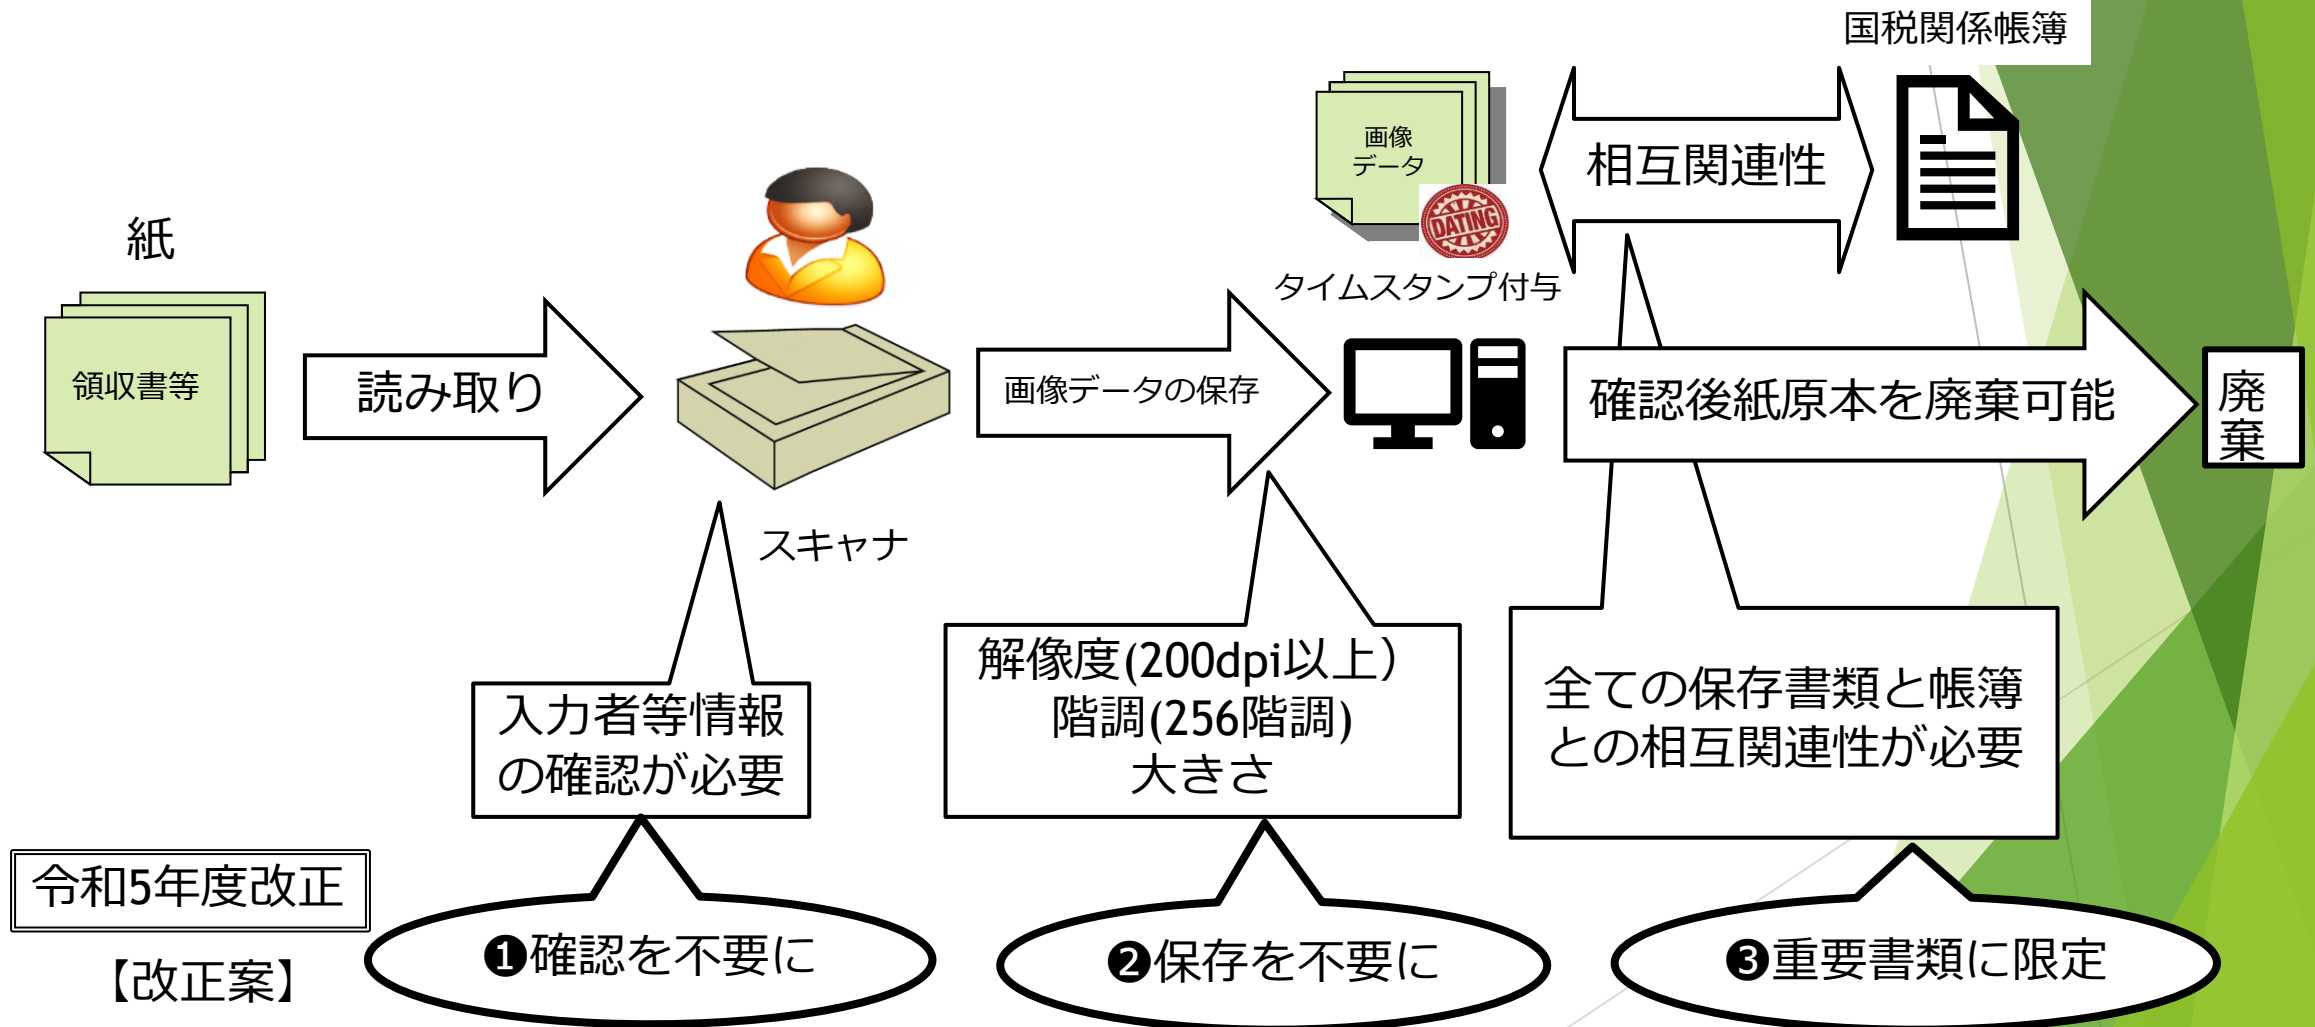 国税関係帳簿
画像
データ
DATING
相互関連性
タイムスタンプ付与
紙
領収書等
読み取り
スキャナ
画像データの保存
確認後紙原本を廃棄可能
廃
棄
入力者等情報
の確認が必要
解像度(200dpi以上）
階調(256階調)
大きさ
全ての保存書類と帳簿
との相互関連性が必要
令和5年度改正
【改正案】
❶確認を不要に
❷保存を不要に
❸重要書類に限定